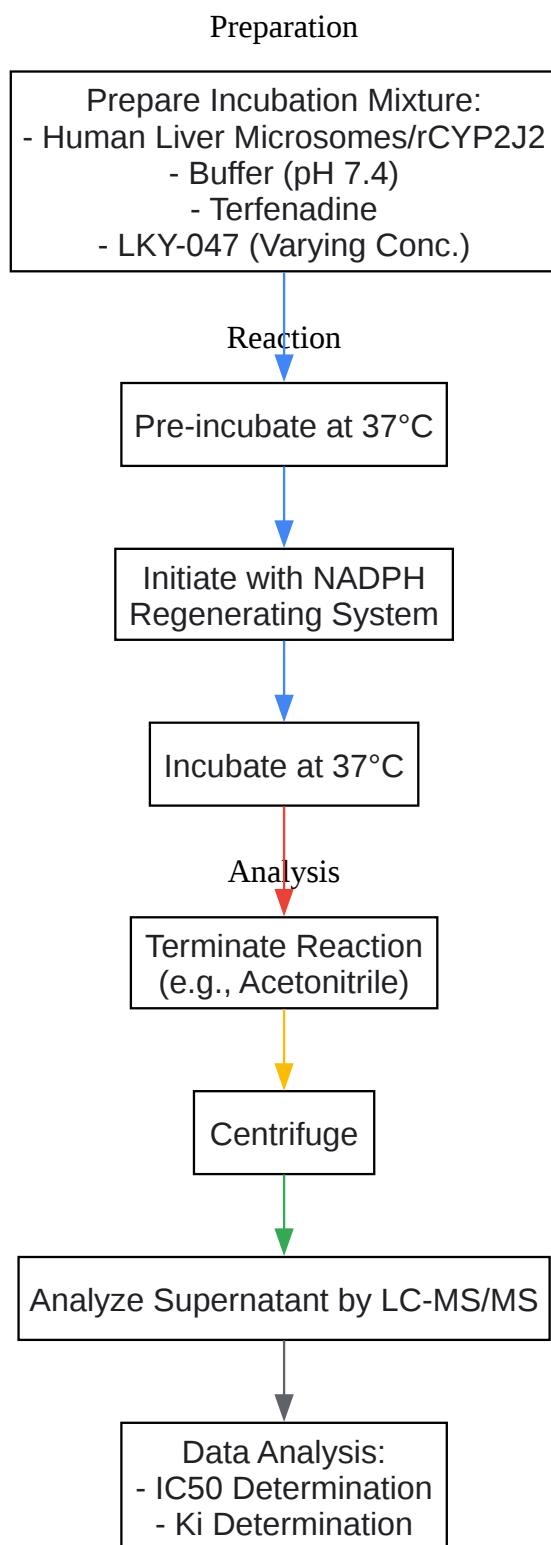 Preparation
Prepare Incubation Mixture:
- Human Liver Microsomes/rCYP2J2
- Buffer (pH 7.4)
- Terfenadine
- LKY-047 (Varying Conc.)
Reaction
Pre-incubate at 37°C
Initiate with NADPH
Regenerating System
Incubate at 37°C
Analysis
Terminate Reaction
(e.g., Acetonitrile)
Centrifuge
Analyze Supernatant by LC-MS/MS
Data Analysis:
- IC50 Determination
- Ki Determination